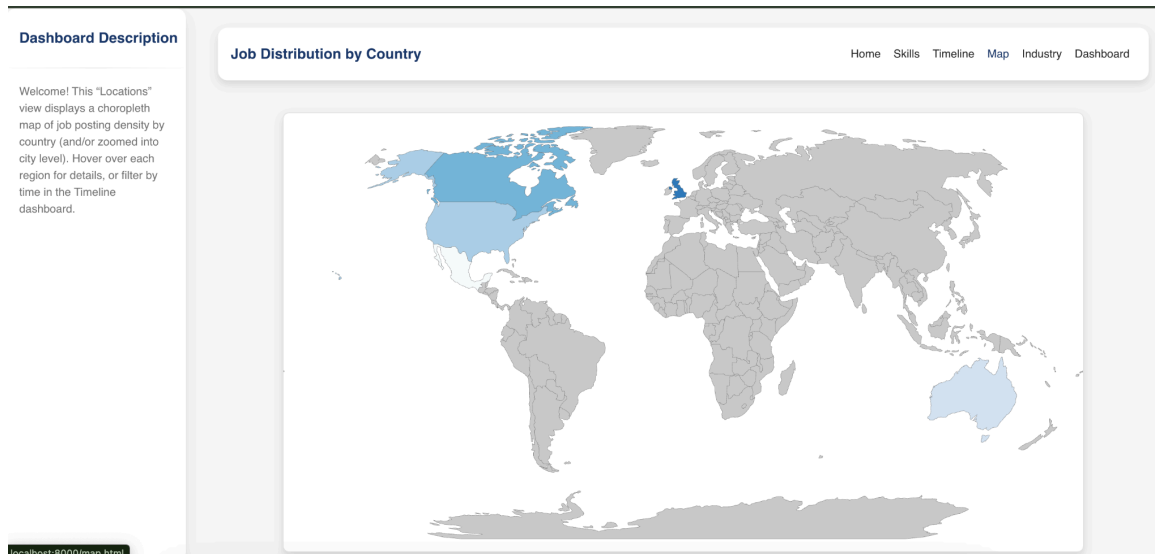 Dashboard Description
Welcome! This “Locations”
view displays a choropleth
map of job posting density by
country (and/or zoomed into
city level). Hover over each
region for details, or filter by
time in the Timeline
dashboard.
Job Distribution by Country
Home Skills Timeline Map Industry Dashboard
localhost:8000/map.html